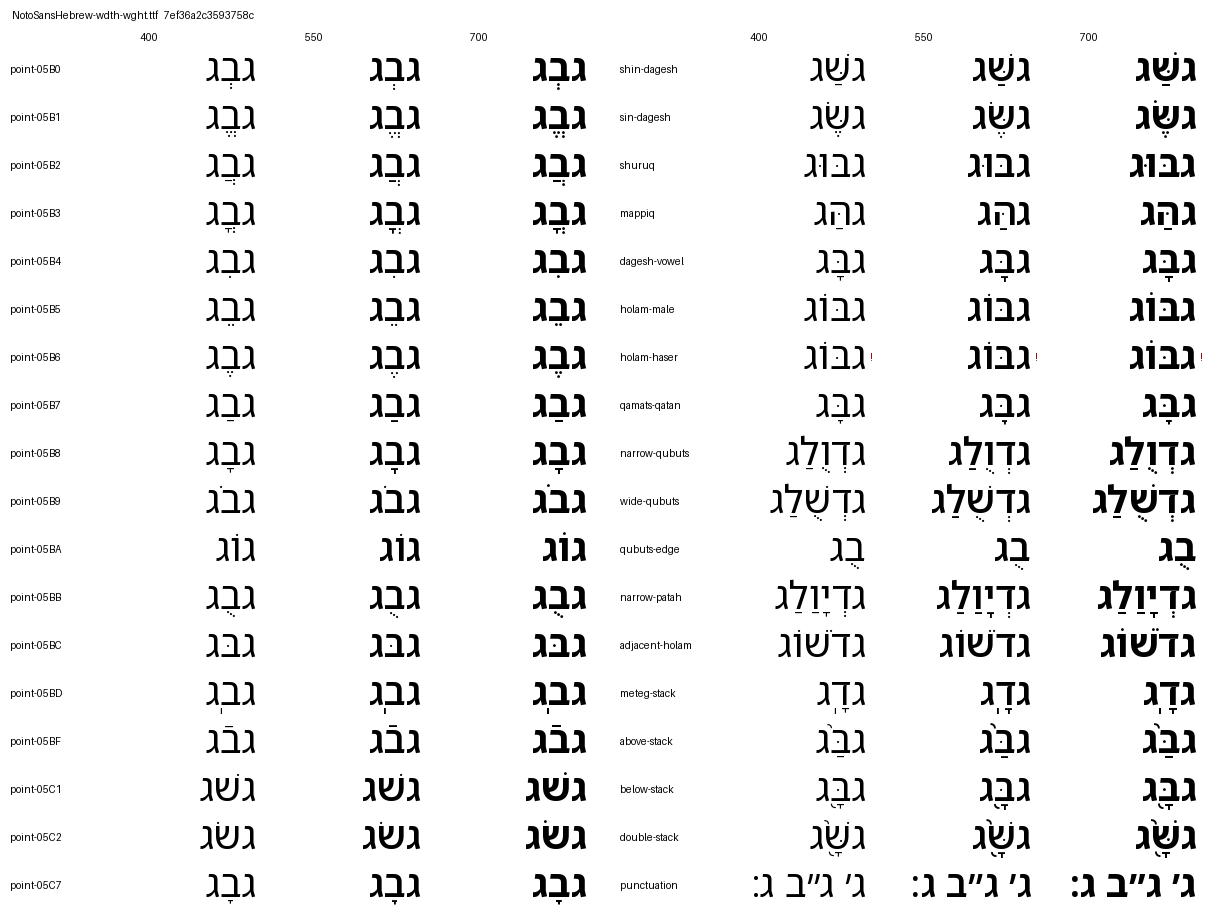 NotoSansHebrew-wdth-wght.ttf 7ef36a2c3593758c
400 550 700 400 550 700
point-05B0 גבְג גבְג גבְג shin-dagesh גשַּׁג גשַּׁג גשַּׁג
point-05B1 גבֱג גבֱג גבֱג sin-dagesh גשֶּׂג גשֶּׂג גשֶּׂג
point-05B2 גבֲג גבֲג גבֲג shuruq גבּוּג גבּוּג גבּוּג
point-05B3 גבֳג גבֳג גבֳג mappiq גהַּג גהַּג גהַּג
point-05B4 גבִג גבִג גבִג dagesh-vowel גבָּג גבָּג גבָּג
point-05B5 גבֵג גבֵג גבֵג holam-male גבּוֹג גבּוֹג גבּוֹג
point-05B6 גבֶג גבֶג גבֶג holam-haser גבּוֺג ! גבּוֺג ! גבּוֺג !
point-05B7 גבַג גבַג גבַג qamats-qatan גבׇּג גבׇּג גבׇּג
point-05B8 גבָג גבָג גבָג narrow-qubuts גדְוֻלַג גדְוֻלַג גדְוֻלַג
point-05B9 גבֹג גבֹג גבֹג wide-qubuts גדְשֻׁלַג גדְשֻׁלַג גדְשֻׁלַג
point-05BA גוֺג גוֺג גוֺג qubuts-edge בֻג בֻג בֻג
point-05BB גבֻג גבֻג גבֻג narrow-patah גדְיָוַלַג גדְיָוַלַג גדְיָוַלַג
point-05BC גבּג גבּג גבּג adjacent-holam גדֹשׁוֹג גדֹשׁוֹג גדֹשׁוֹג
point-05BD גבֽג גבֽג גבֽג meteg-stack גדָֽג גדָֽג גדָֽג
point-05BF גבֿג גבֿג גבֿג above-stack גבַּ֨ג גבַּ֨ג גבַּ֨ג
point-05C1 גשׁג גשׁג גשׁג below-stack גבָּ֖ג גבָּ֖ג גבָּ֖ג
point-05C2 גשׂג גשׂג גשׂג double-stack גשָּׁ֖֨ג גשָּׁ֖֨ג גשָּׁ֖֨ג
point-05C7 גבׇג גבׇג גבׇג punctuation ג׳ ג״ב ג׃ ג׳ ג״ב ג׃ ג׳ ג״ב ג׃